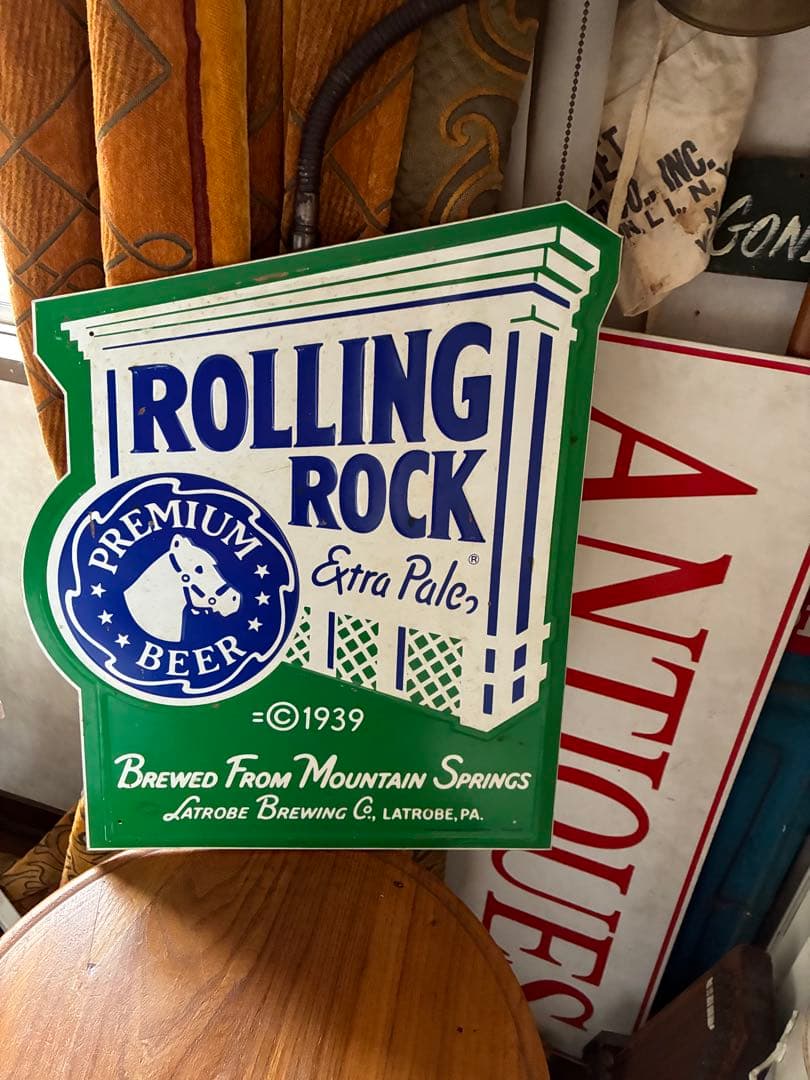 ROLLING
ROCK
Extra Pale
®
PREMIUM
BEER
=©1939
BREWED FROM MOUNTAIN SPRINGS
LATROBE BREWING CO., LATROBE, PA.
ANTIQUES
INC.